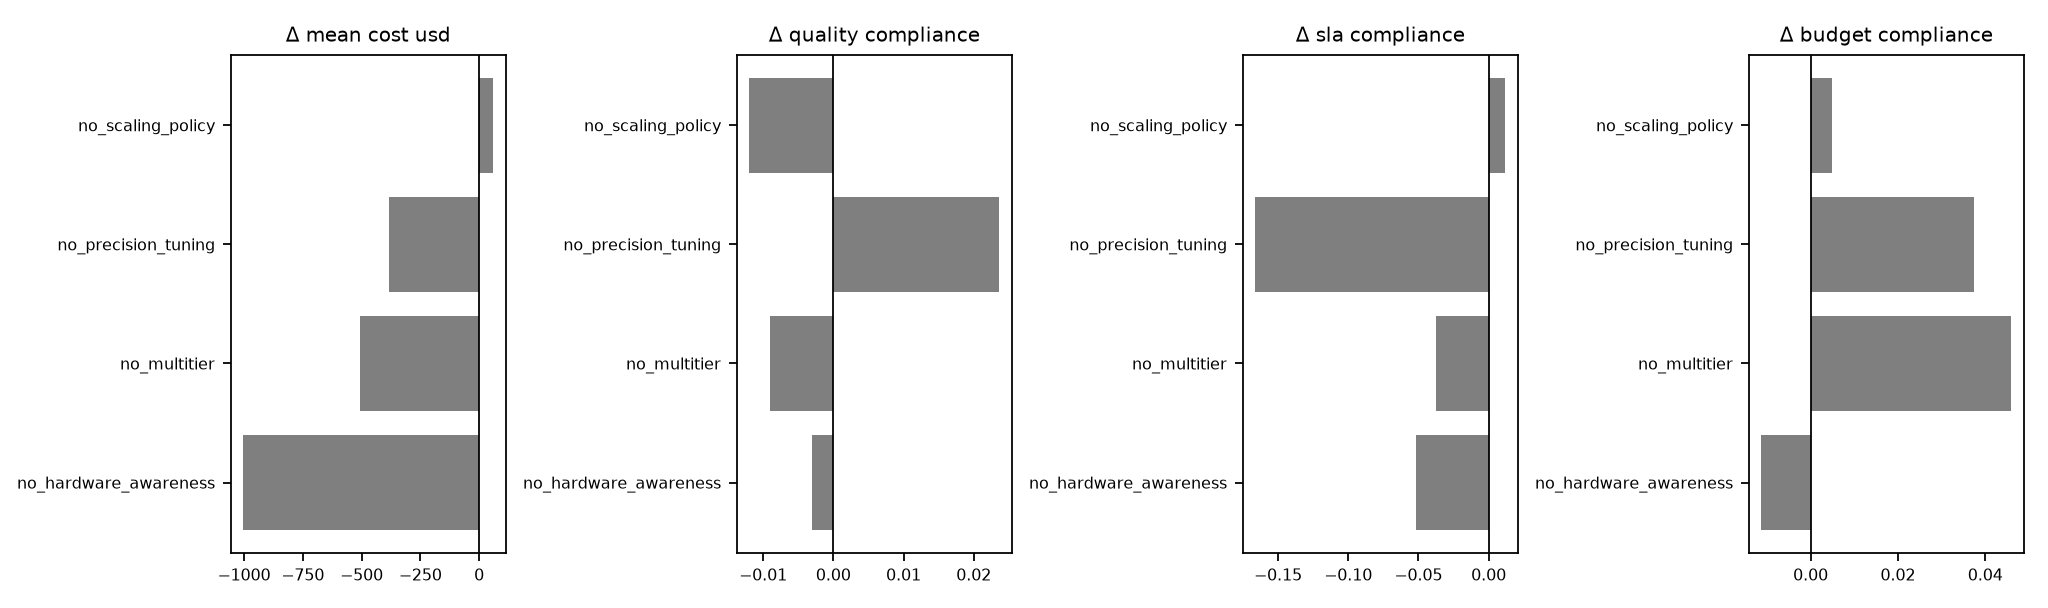 Δ mean cost usd
no_scaling_policy
no_precision_tuning
no_multitier
no_hardware_awareness
−1000 −750 −500 −250 0
Δ quality compliance
no_scaling_policy
no_precision_tuning
no_multitier
no_hardware_awareness
−0.01 0.00 0.01 0.02
Δ sla compliance
no_scaling_policy
no_precision_tuning
no_multitier
no_hardware_awareness
−0.15 −0.10 −0.05 0.00
Δ budget compliance
no_scaling_policy
no_precision_tuning
no_multitier
no_hardware_awareness
0.00 0.02 0.04